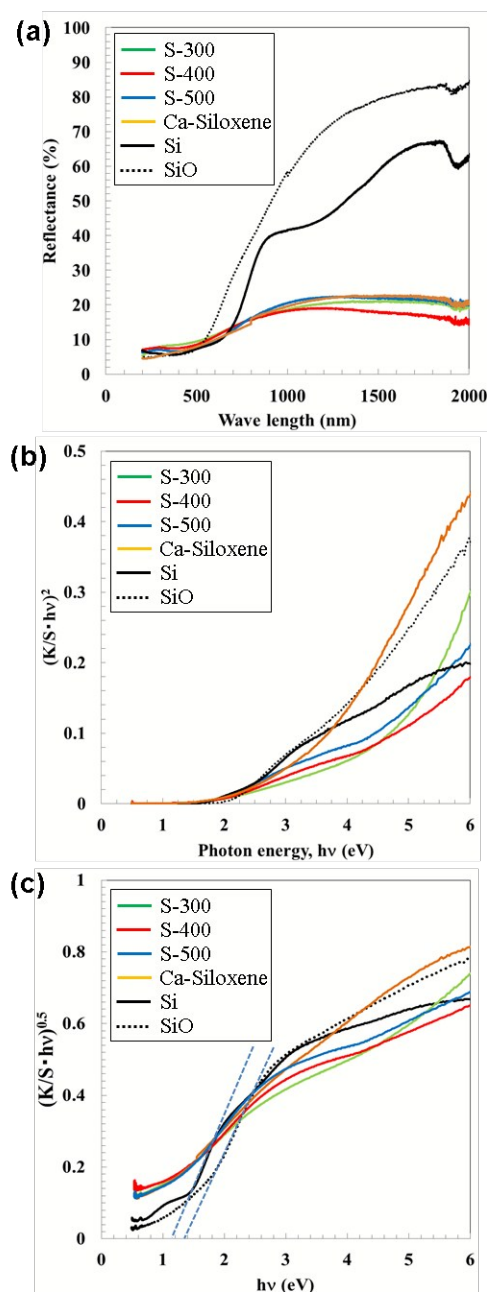 (a)
S-300
S-400
S-500
Ca-Siloxene
Si
SiO
100
90
80
70
60
50
40
30
20
10
0
Reflectance (%)
0 500 1000 1500 2000
Wave length (nm)
(b)
S-300
S-400
S-500
Ca-Siloxene
Si
SiO
0.5
0.4
0.3
0.2
0.1
0
(K/S·hν)²
0 1 2 3 4 5 6
Photon energy, hν (eV)
(c)
S-300
S-400
S-500
Ca-Siloxene
Si
SiO
1
0.8
0.6
0.4
0.2
0
(K/S·hν)⁰·⁵
0 1 2 3 4 5 6
hν (eV)